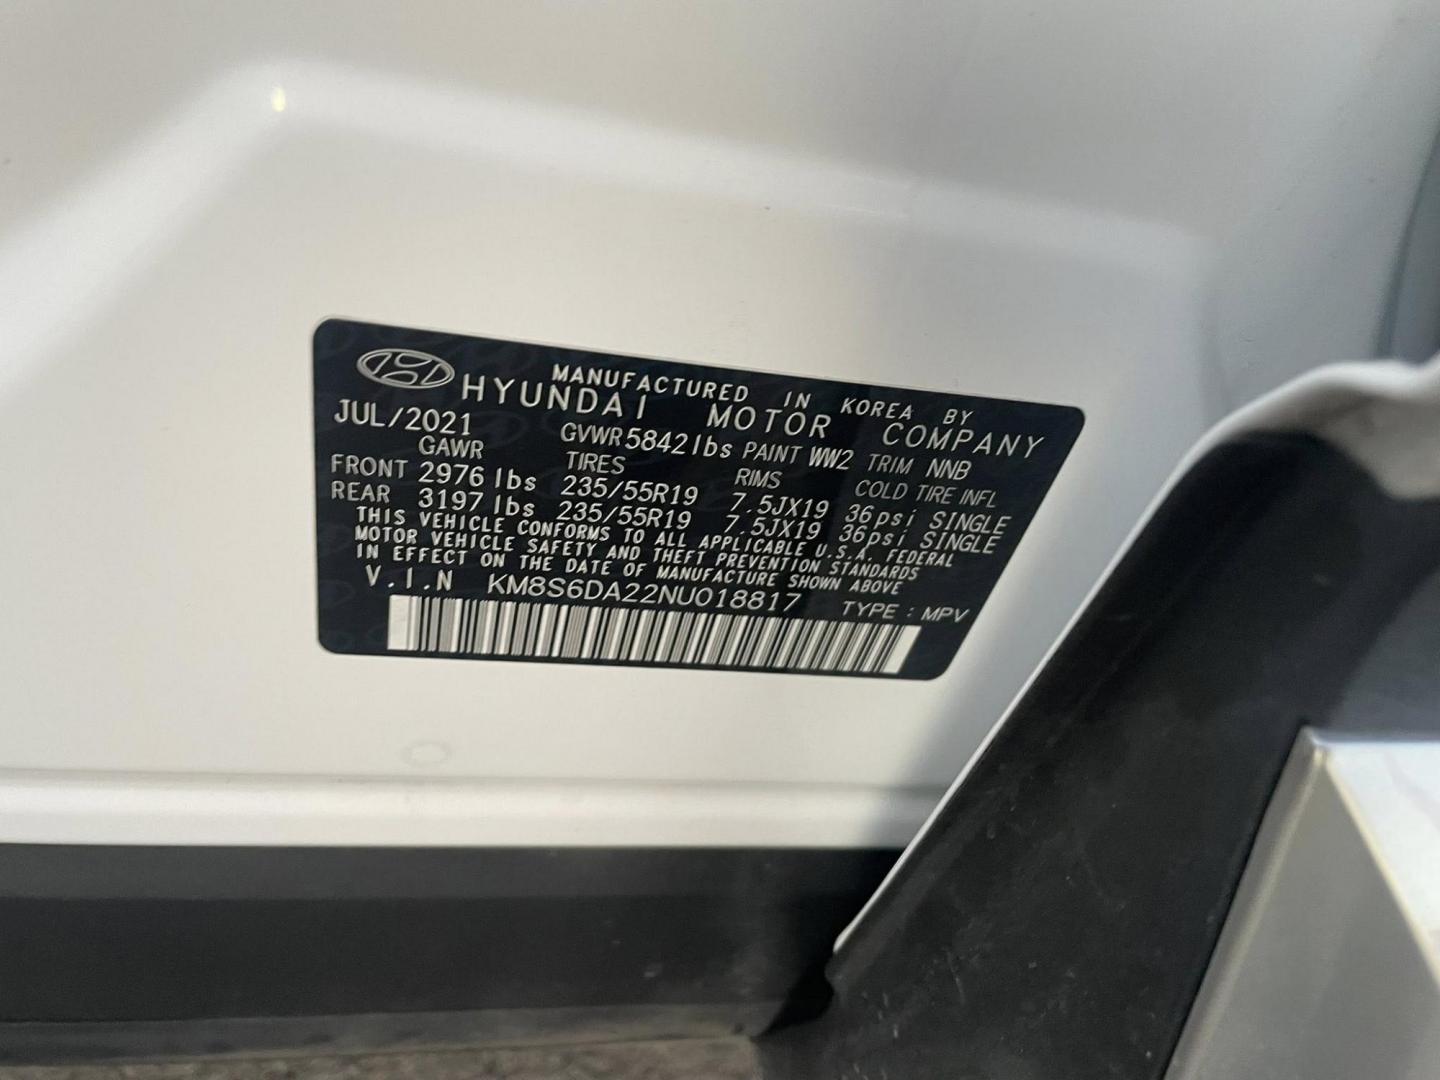 MANUFACTURED IN KOREA BY
HYUNDAI MOTOR COMPANY
JUL/2021 GVWR 5842 lbs PAINT WW2 TRIM NNB
GAWR TIRES RIMS COLD TIRE INFL
FRONT 2976 lbs 235/55R19 7.5JX19 36psi SINGLE
REAR 3197 lbs 235/55R19 7.5JX19 36psi SINGLE
THIS VEHICLE CONFORMS TO ALL APPLICABLE U.S.A. FEDERAL
MOTOR VEHICLE SAFETY AND THEFT PREVENTION STANDARDS
IN EFFECT ON THE DATE OF MANUFACTURE SHOWN ABOVE
V.I.N KM8S6DA22NU018817 TYPE : MPV